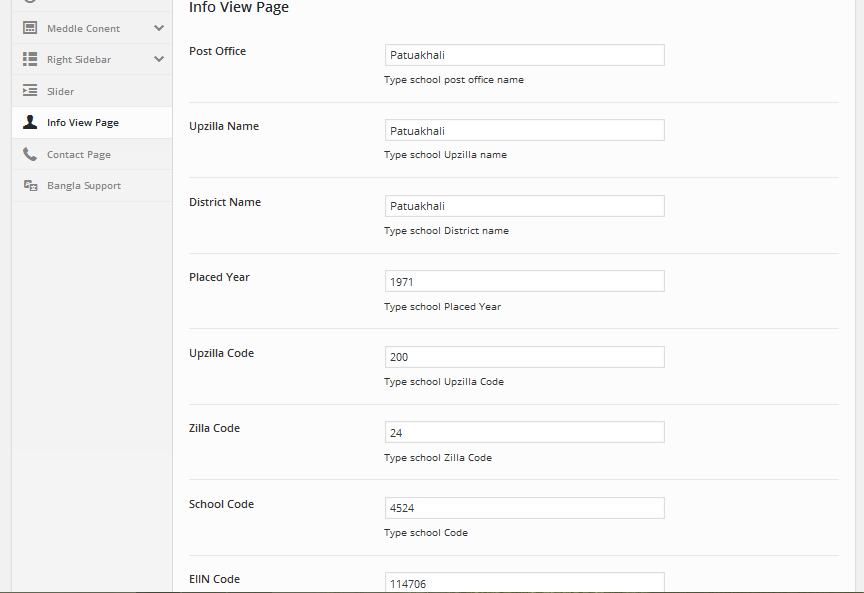 Info View Page
Meddle Conent
Right Sidebar
Slider
Info View Page
Contact Page
Bangla Support
Post Office
Patuakhali
Type school post office name
Upzilla Name
Patuakhali
Type school Upzilla name
District Name
Patuakhali
Type school District name
Placed Year
1971
Type school Placed Year
Upzilla Code
200
Type school Upzilla Code
Zilla Code
24
Type school Zilla Code
School Code
4524
Type school Code
EIIN Code
114706